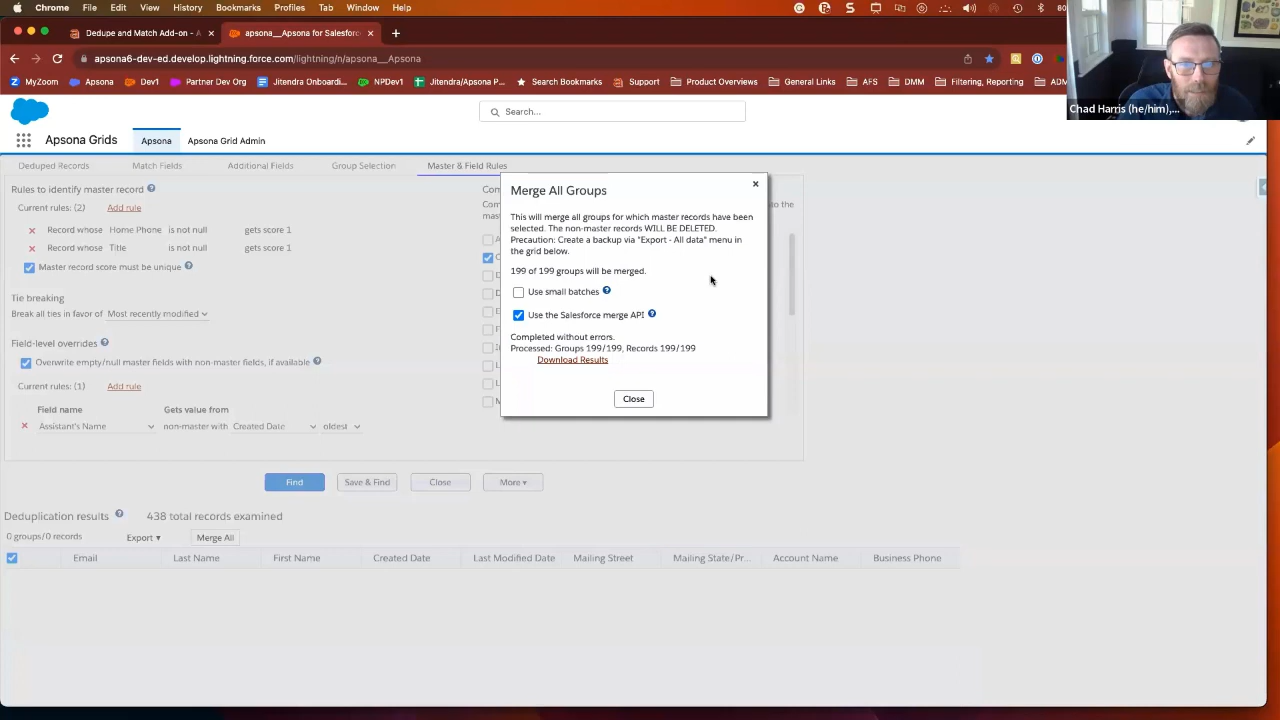 Chrome File Edit View History Bookmarks Profiles Tab Window Help
Dedupe and Match Add-on - A
apsona__Apsona for Salesforc
apsona6-dev-ed.develop.lightning.force.com/lightning/n/apsona__Apsona
MyZoom Apsona Dev1 Partner Dev Org Jitendra Onboardi... NPDev1 Jitendra/Apsona P... Search Bookmarks Support Product Overviews General Links AFS DMM Filtering, Reporting ADM
Chad Harris (he/him),...
Search...
Apsona Grids Apsona Apsona Grid Admin
Deduped Records Match Fields Additional Fields Group Selection Master & Field Rules
Rules to identify master record
Current rules: (2) Add rule
Record whose Home Phone is not null gets score 1
Record whose Title is not null gets score 1
Master record score must be unique
Tie breaking
Break all ties in favor of Most recently modified
Field-level overrides
Overwrite empty/null master fields with non-master fields, if available
Current rules: (1) Add rule
Field name Gets value from
Assistant's Name non-master with Created Date oldest
to the
Merge All Groups
This will merge all groups for which master records have been
selected. The non-master records WILL BE DELETED.
Precaution: Create a backup via "Export - All data" menu in
the grid below.
199 of 199 groups will be merged.
Use small batches
Use the Salesforce merge API
Completed without errors.
Processed: Groups 199/199, Records 199/199
Download Results
Close
Find Save & Find Close More
Deduplication results 438 total records examined
0 groups/0 records Export Merge All
Email Last Name First Name Created Date Last Modified Date Mailing Street Mailing State/Pr... Account Name Business Phone